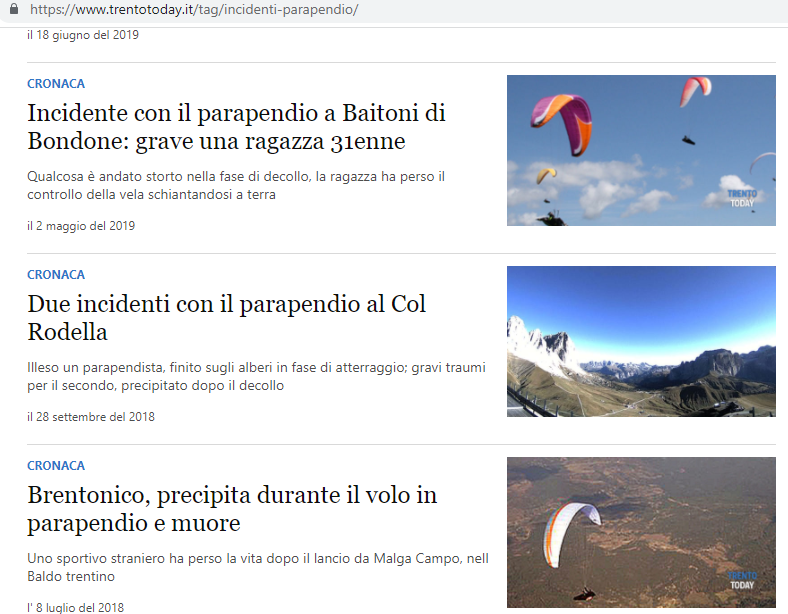 https://www.trentotoday.it/tag/incidenti-parapendio/
il 18 giugno del 2019
CRONACA
Incidente con il parapendio a Baitoni di
Bondone: grave una ragazza 31enne
Qualcosa è andato storto nella fase di decollo, la ragazza ha perso il
controllo della vela schiantandosi a terra
il 2 maggio del 2019
TRENTO
TODAY
CRONACA
Due incidenti con il parapendio al Col
Rodella
Illeso un parapendista, finito sugli alberi in fase di atterraggio; gravi traumi
per il secondo, precipitato dopo il decollo
il 28 settembre del 2018
CRONACA
Brentonico, precipita durante il volo in
parapendio e muore
Uno sportivo straniero ha perso la vita dopo il lancio da Malga Campo, nell
Baldo trentino
l' 8 luglio del 2018
TRENTO
TODAY